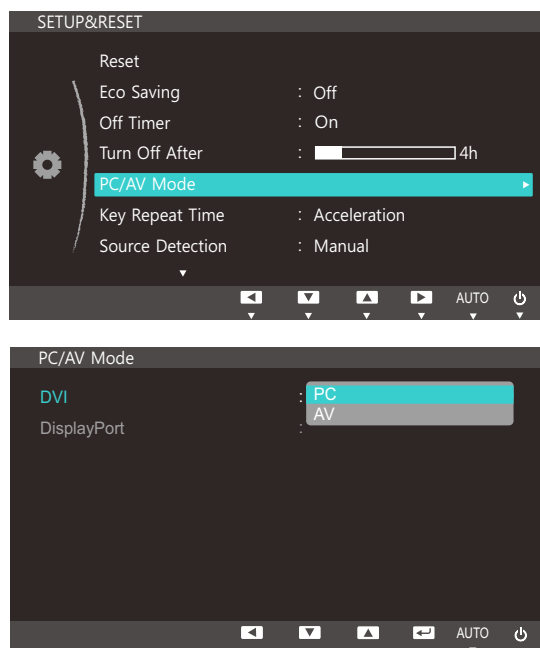 SETUP&RESET
Reset
Eco Saving : Off
Off Timer : On
Turn Off After : 4h
PC/AV Mode
Key Repeat Time : Acceleration
Source Detection : Manual
AUTO
PC/AV Mode
DVI : PC
AV
DisplayPort :
AUTO